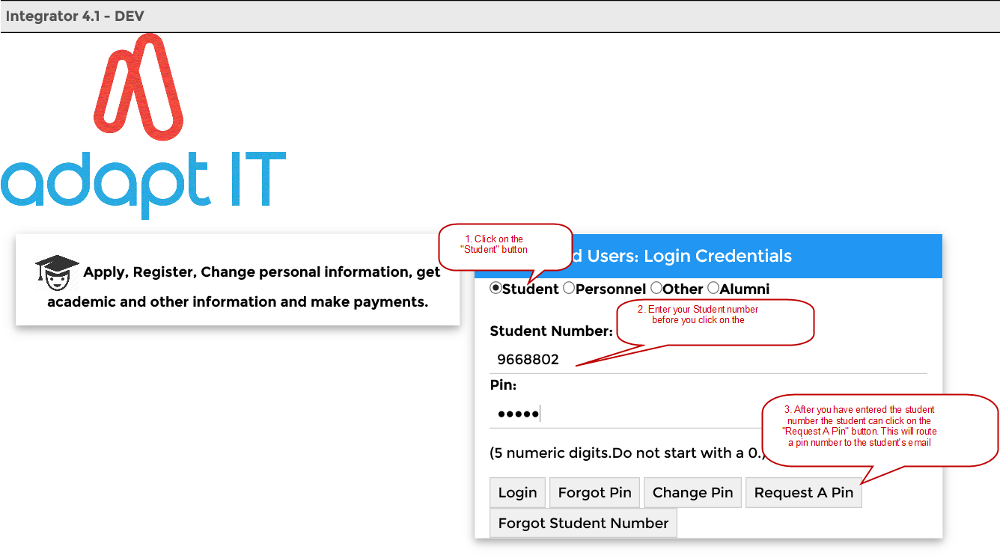 Integrator 4.1 - DEV
adapt IT
Apply, Register, Change personal information, get
academic and other information and make payments.
1. Click on the
"Student" button
d Users: Login Credentials
Student Personnel Other Alumni
2. Enter your Student number
before you click on the
Student Number:
9668802
Pin:
•••••
3. After you have entered the student
number the student can click on the
"Request A Pin" button. This will route
a pin number to the student's email
(5 numeric digits.Do not start with a 0.)
Login Forgot Pin Change Pin Request A Pin
Forgot Student Number